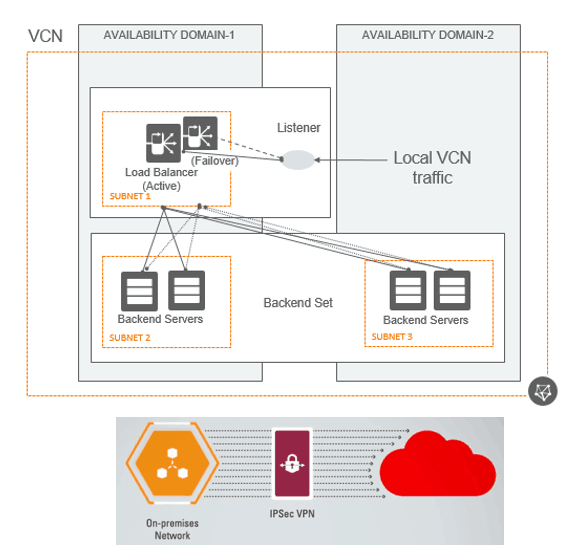 VCN
AVAILABILITY DOMAIN-1
AVAILABILITY DOMAIN-2
Listener
(Failover)
Load Balancer
(Active)
SUBNET 1
Local VCN
traffic
Backend Servers
SUBNET 2
Backend Set
Backend Servers
SUBNET 3
On-premises
Network
IPSec VPN